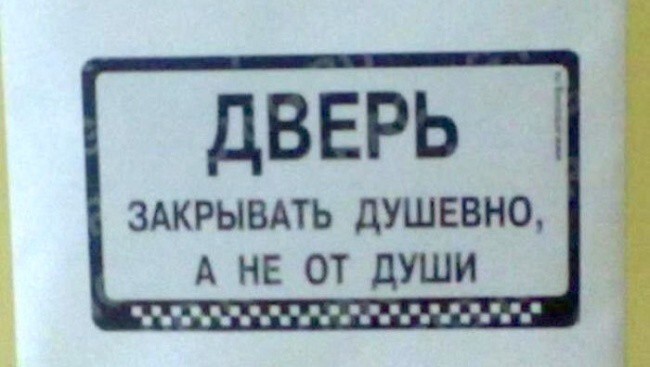 ДВЕРЬ
ЗАКРЫВАТЬ ДУШЕВНО,
А НЕ ОТ ДУШИ